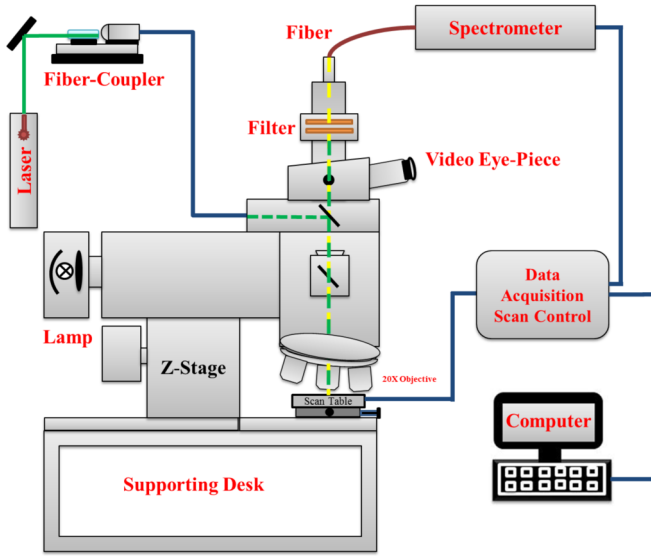 Fiber
Spectrometer
Fiber-Coupler
Filter
Video Eye-Piece
Laser
Data
Acquisition
Scan Control
Lamp
Z-Stage
20X Objective
Scan Table
Computer
Supporting Desk